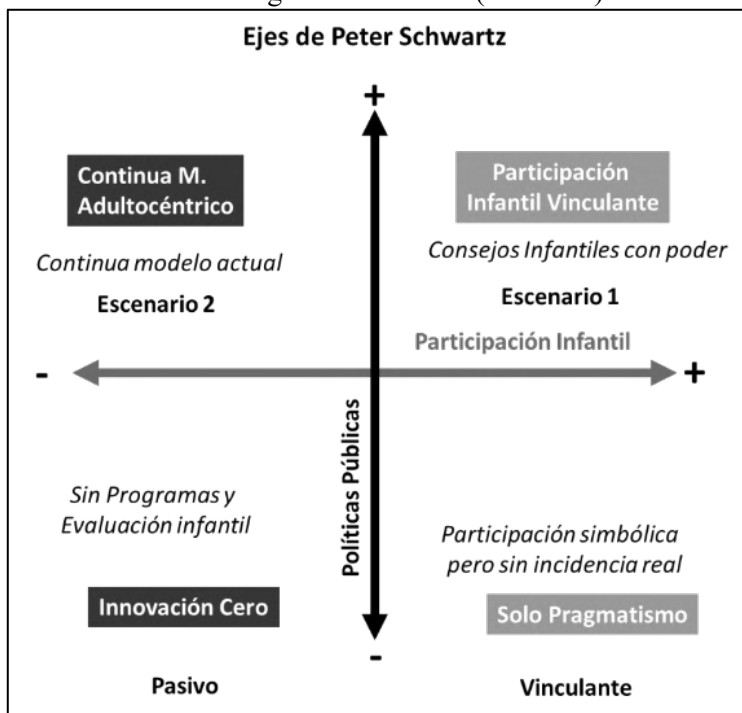 Ejes de Peter Schwartz
+
Continua M.
Adultocéntrico
Participación
Infantil Vinculante
Continua modelo actual
Consejos Infantiles con poder
Escenario 2
Escenario 1
Participación Infantil
-
+
Políticas Públicas
Sin Programas y
Evaluación infantil
Participación simbólica
pero sin incidencia real
Innovación Cero
Solo Pragmatismo
-
Pasivo
Vinculante